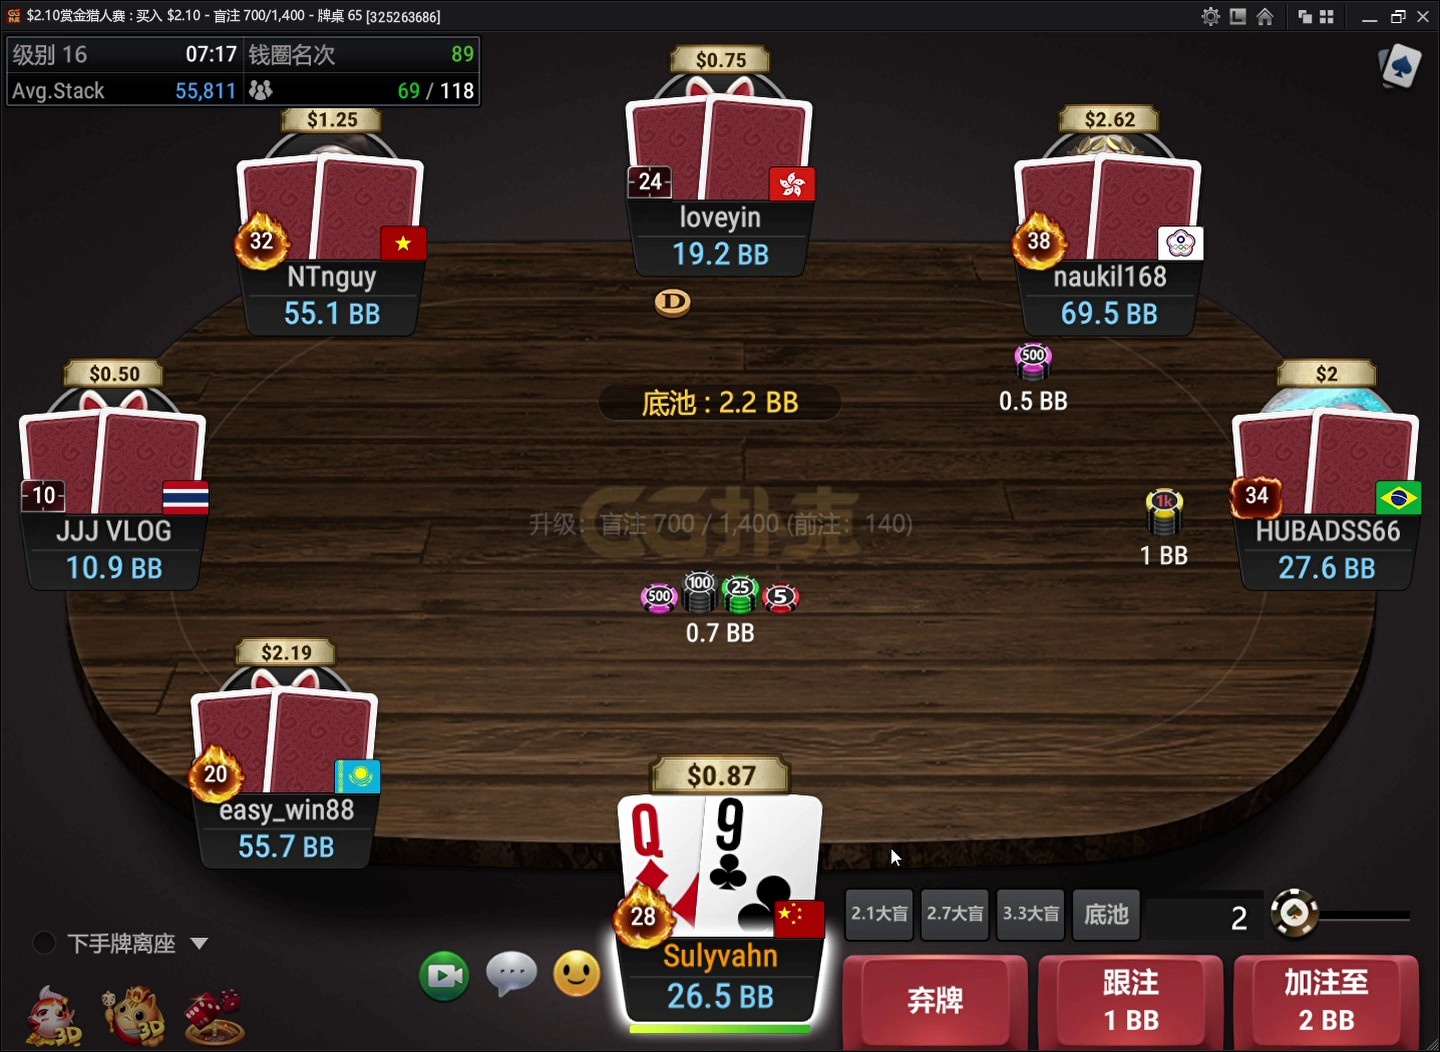 $2.10赏金猎人赛 : 买入 $2.10 - 盲注 700/1,400 - 牌桌 65 [325263686]
级别 16 07:17 钱圈名次 89
Avg.Stack 55,811 69 / 118
$0.75
24
loveyin
19.2 BB
$1.25
32
NTnguy
55.1 BB
$2.62
38
naukil168
69.5 BB
D
500
0.5 BB
底池 : 2.2 BB
$0.50
10
JJJ VLOG
10.9 BB
$2
34
HUBADSS66
27.6 BB
1k
1 BB
GG扑克
升级：盲注 700 / 1,400 (前注：140)
500 100 25 5
0.7 BB
$2.19
20
easy_win88
55.7 BB
$0.87
Q 9
28
Sulyvahn
26.5 BB
2.1大盲 2.7大盲 3.3大盲 底池 2
下手牌离座
3D 3D
弃牌
跟注
1 BB
加注至
2 BB